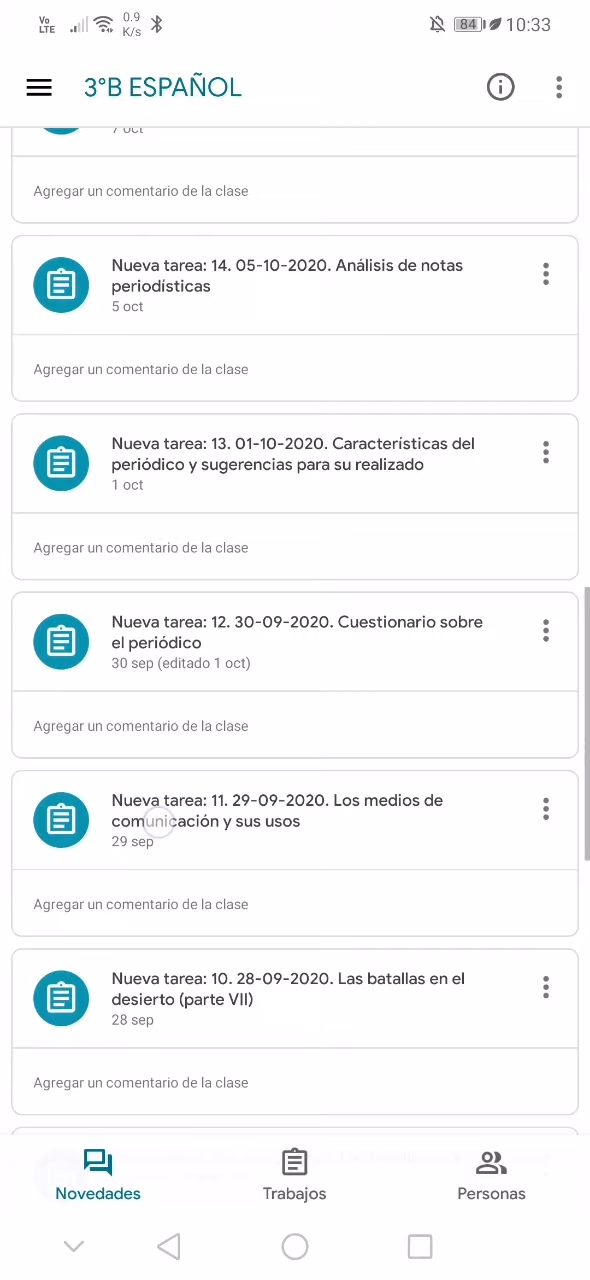 Vo LTE 0.9 K/s 84 10:33
3°B ESPAÑOL
7 oct
Agregar un comentario de la clase
Nueva tarea: 14. 05-10-2020. Análisis de notas
periodísticas
5 oct
Agregar un comentario de la clase
Nueva tarea: 13. 01-10-2020. Características del
periódico y sugerencias para su realizado
1 oct
Agregar un comentario de la clase
Nueva tarea: 12. 30-09-2020. Cuestionario sobre
el periódico
30 sep (editado 1 oct)
Agregar un comentario de la clase
Nueva tarea: 11. 29-09-2020. Los medios de
comunicación y sus usos
29 sep
Agregar un comentario de la clase
Nueva tarea: 10. 28-09-2020. Las batallas en el
desierto (parte VII)
28 sep
Agregar un comentario de la clase
Novedades Trabajos Personas